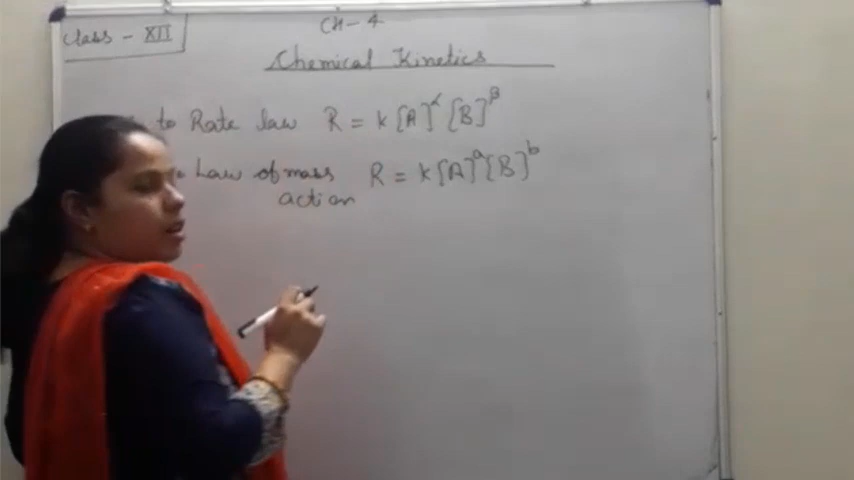 Class - XII
CH - 4
Chemical Kinetics
to Rate law R = k[A]^α [B]^β
Law of mass R = k[A]^a [B]^b
action